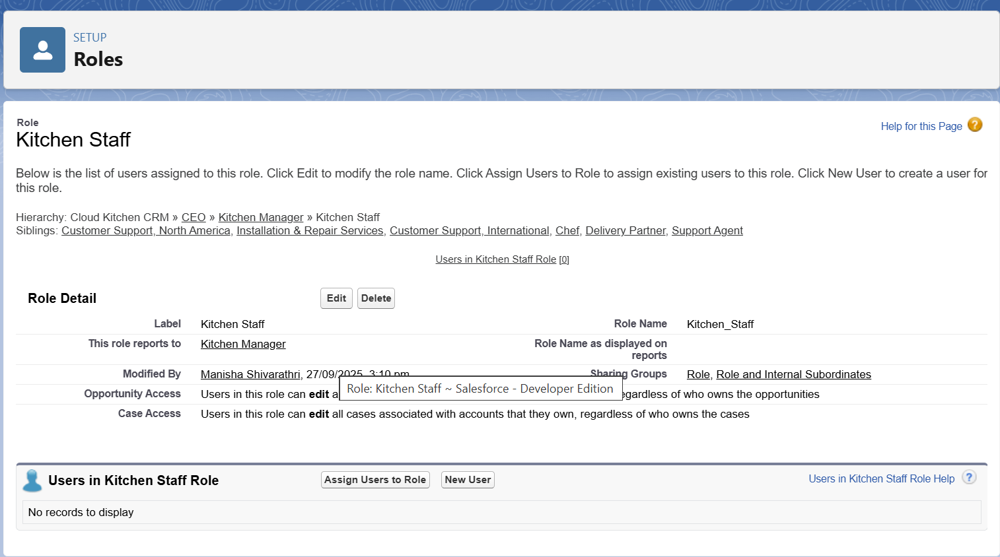 SETUP
Roles
Role
Kitchen Staff
Help for this Page ?
Below is the list of users assigned to this role. Click Edit to modify the role name. Click Assign Users to Role to assign existing users to this role. Click New User to create a user for
this role.
Hierarchy: Cloud Kitchen CRM » CEO » Kitchen Manager » Kitchen Staff
Siblings: Customer Support, North America, Installation & Repair Services, Customer Support, International, Chef, Delivery Partner, Support Agent
Users in Kitchen Staff Role [0]
Role Detail
Edit Delete
Label Kitchen Staff Role Name Kitchen_Staff
This role reports to Kitchen Manager Role Name as displayed on
reports
Modified By Manisha Shivarathri, 27/09/2025, 3:10 pm Sharing Groups Role, Role and Internal Subordinates
Role: Kitchen Staff ~ Salesforce - Developer Edition
Opportunity Access Users in this role can edit regardless of who owns the opportunities
Case Access Users in this role can edit all cases associated with accounts that they own, regardless of who owns the cases
Users in Kitchen Staff Role
Assign Users to Role New User
Users in Kitchen Staff Role Help ?
No records to display